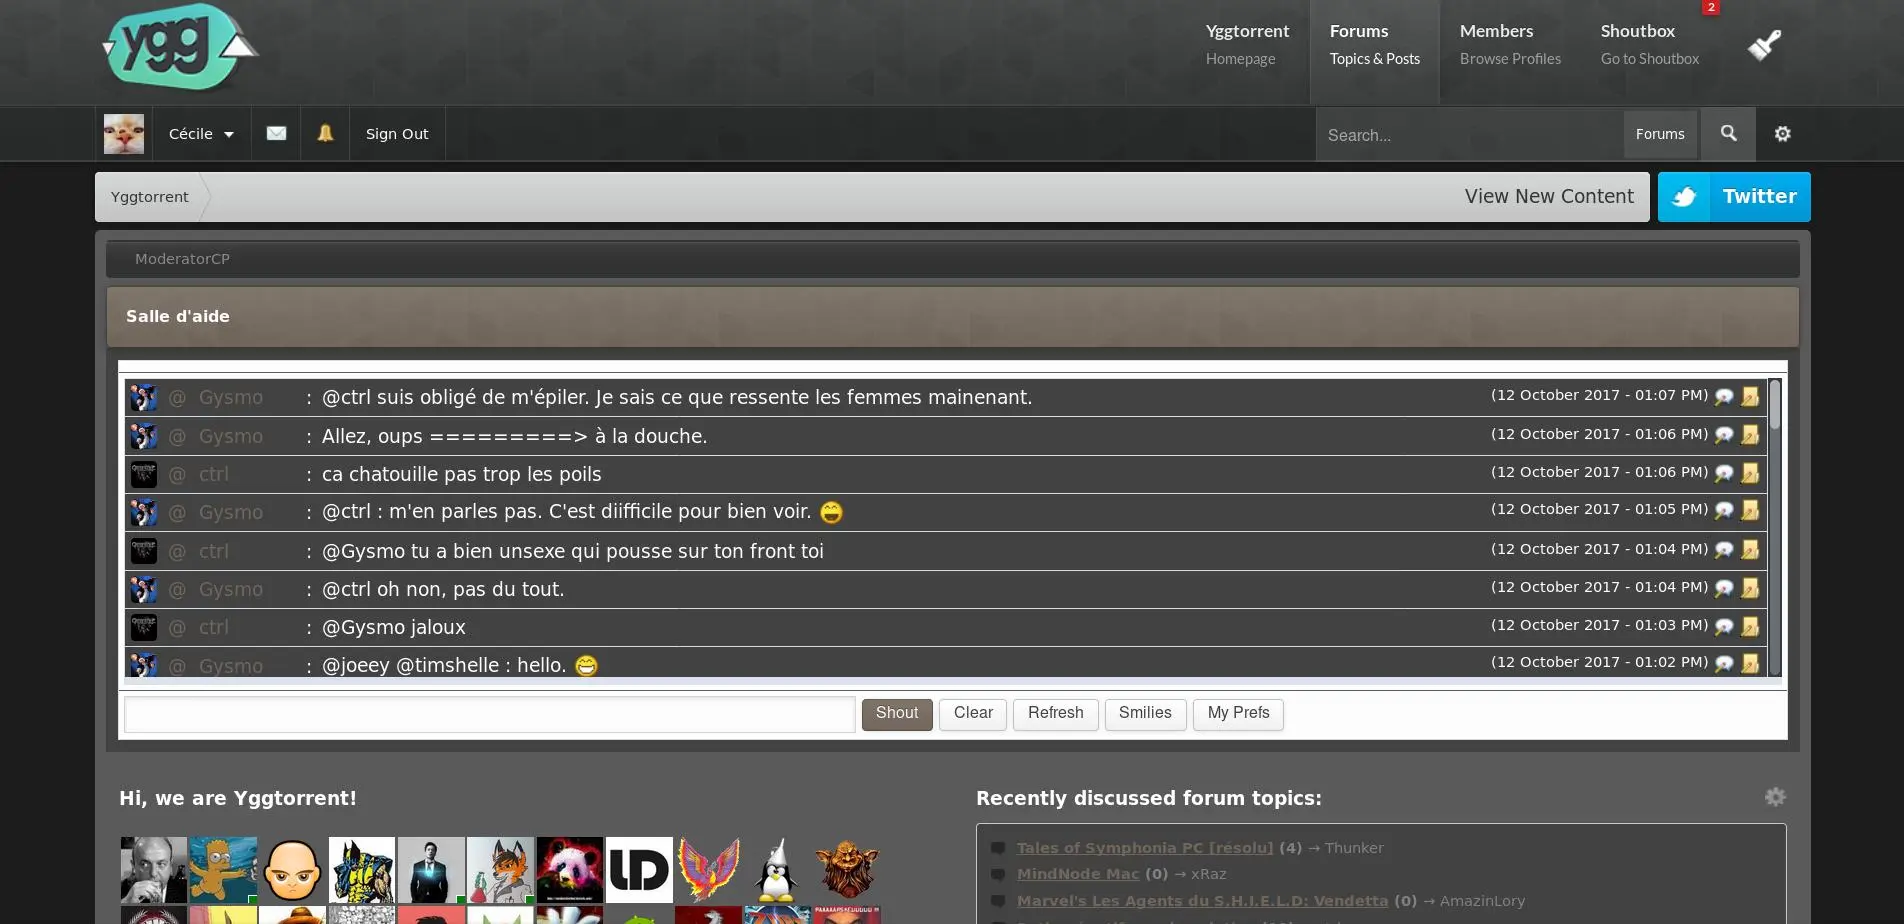 ygg
2
Yggtorrent
Homepage
Forums
Topics & Posts
Members
Browse Profiles
Shoutbox
Go to Shoutbox
Cécile
Sign Out
Search...
Forums
Yggtorrent
View New Content
Twitter
ModeratorCP
Salle d'aide
@ Gysmo : @ctrl suis obligé de m'épiler. Je sais ce que ressente les femmes mainenant. (12 October 2017 - 01:07 PM)
@ Gysmo : Allez, oups =========> à la douche. (12 October 2017 - 01:06 PM)
@ ctrl : ca chatouille pas trop les poils (12 October 2017 - 01:06 PM)
@ Gysmo : @ctrl : m'en parles pas. C'est diifficile pour bien voir. (12 October 2017 - 01:05 PM)
@ ctrl : @Gysmo tu a bien unsexe qui pousse sur ton front toi (12 October 2017 - 01:04 PM)
@ Gysmo : @ctrl oh non, pas du tout. (12 October 2017 - 01:04 PM)
@ ctrl : @Gysmo jaloux (12 October 2017 - 01:03 PM)
@ Gysmo : @joeey @timshelle : hello. (12 October 2017 - 01:02 PM)
Shout
Clear
Refresh
Smilies
My Prefs
Hi, we are Yggtorrent!
Recently discussed forum topics:
LD
Tales of Symphonia PC [résolu] (4) → Thunker
MindNode Mac (0) → xRaz
Marvel's Les Agents du S.H.I.E.L.D: Vendetta (0) → AmazinLory